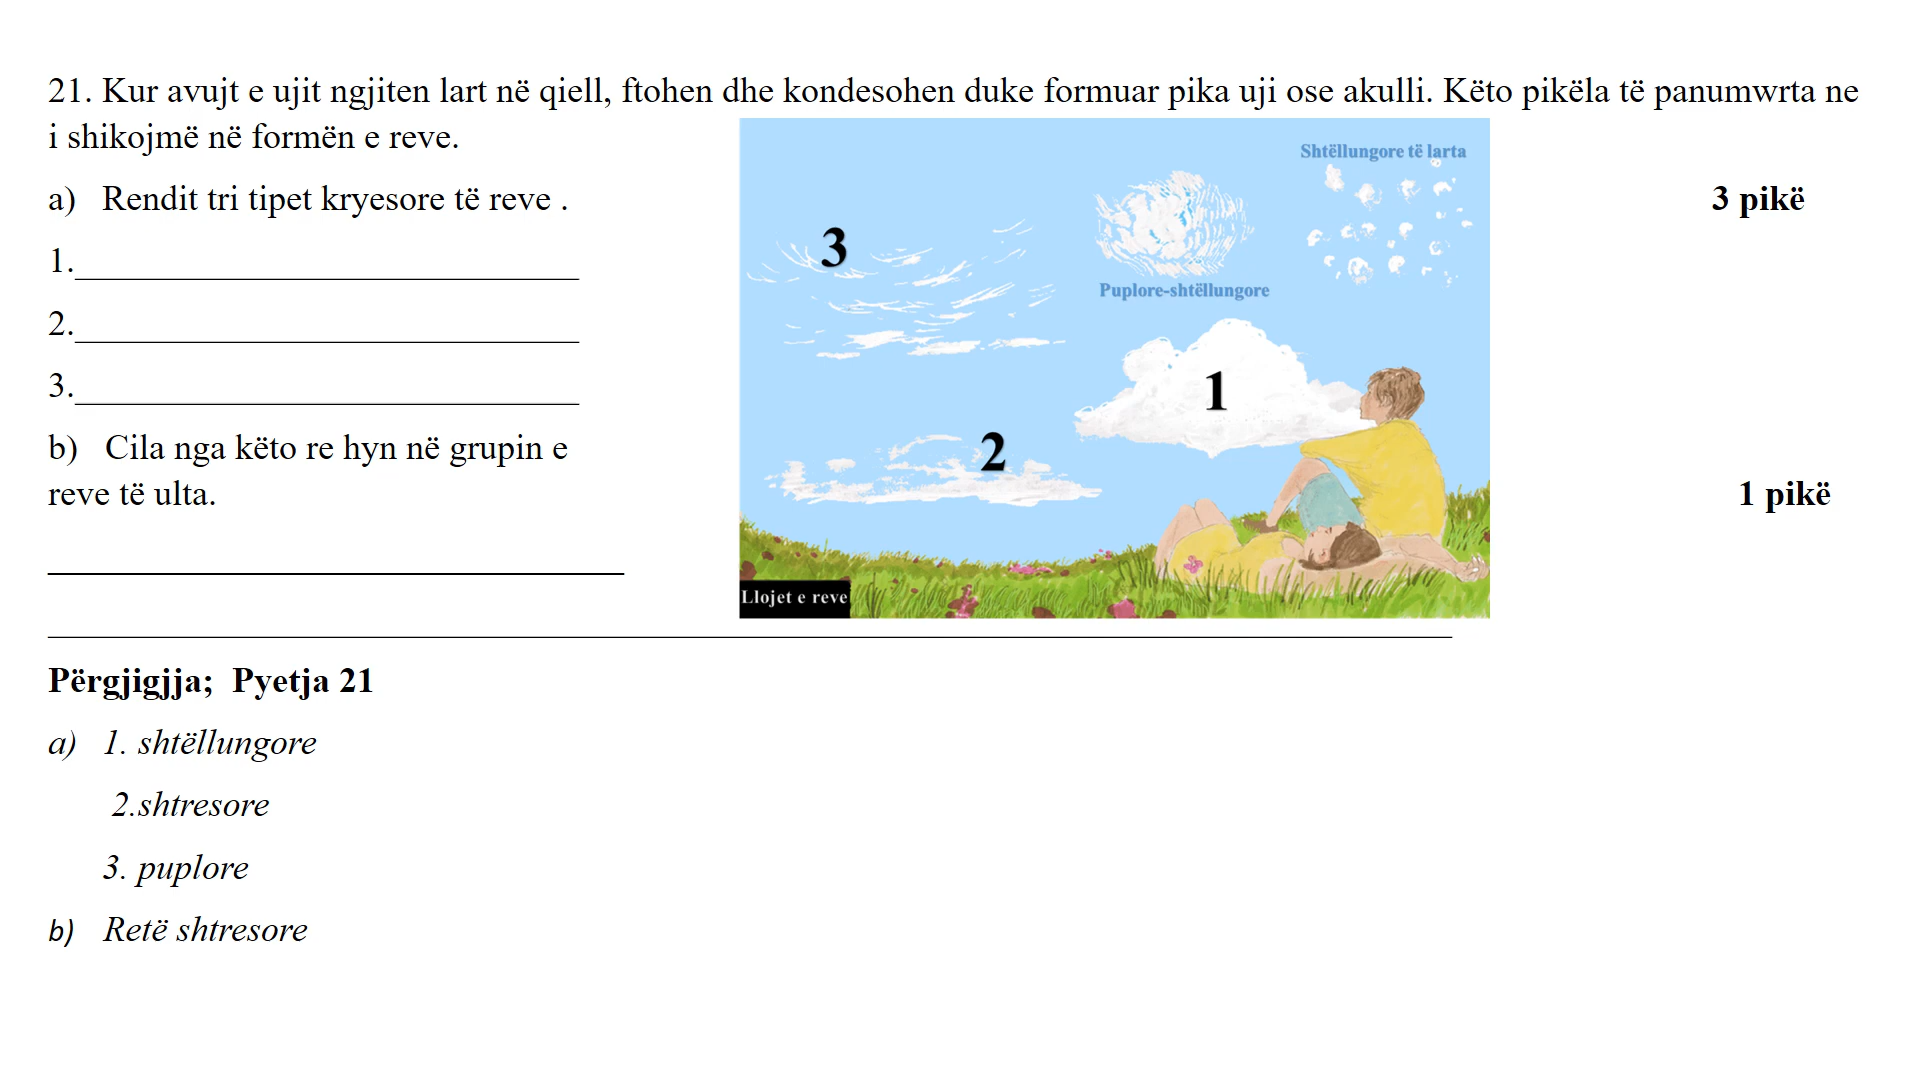 21. Kur avujt e ujit ngjiten lart në qiell, ftohen dhe kondesohen duke formuar pika uji ose akulli. Këto pikëla të panumwrta ne
i shikojmë në formën e reve.
a) Rendit tri tipet kryesore të reve .
3 pikë
1.
2.
3.
b) Cila nga këto re hyn në grupin e
reve të ulta.
1 pikë
Shtëllungore të larta
3
Puplore-shtëllungore
1
2
Llojet e reve
Përgjigjja; Pyetja 21
a) 1. shtëllungore
2.shtresore
3. puplore
b) Retë shtresore